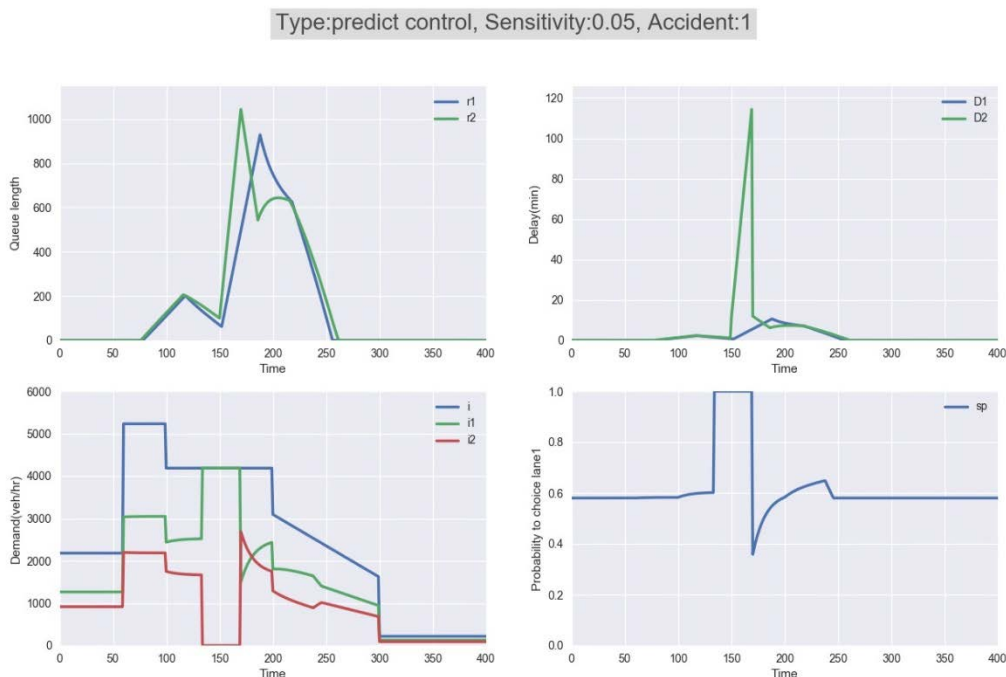 Type:predict control, Sensitivity:0.05, Accident:1
r1
r2
1000
800
600
400
200
0
Queue length
0 50 100 150 200 250 300 350 400
Time
D1
D2
120
100
80
60
40
20
0
Delay(min)
0 50 100 150 200 250 300 350 400
Time
i
i1
i2
6000
5000
4000
3000
2000
1000
0
Demand(veh/hr)
0 50 100 150 200 250 300 350 400
Time
sp
1.0
0.8
0.6
0.4
0.2
0.0
Probability to choice lane1
0 50 100 150 200 250 300 350 400
Time